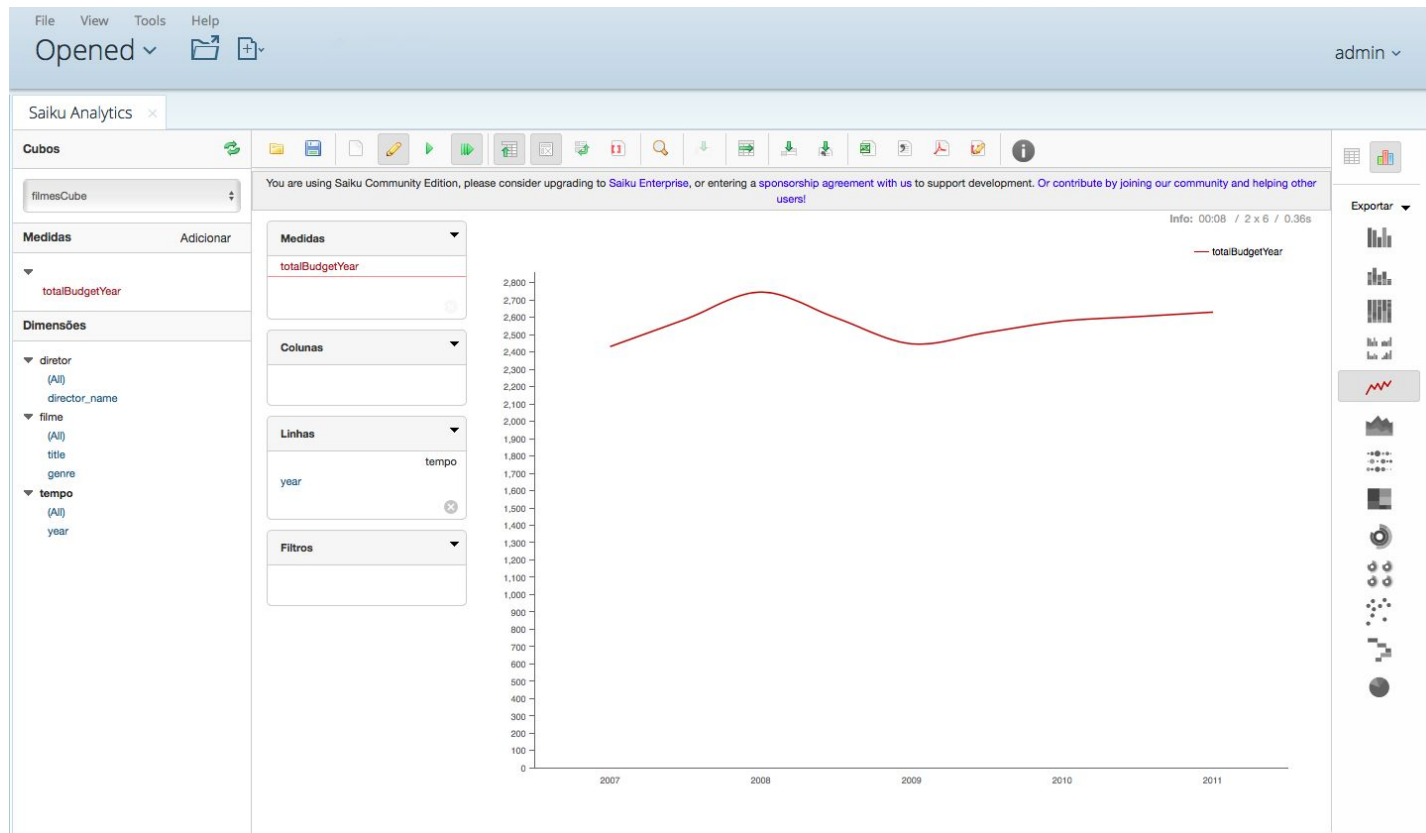 File View Tools Help
Opened
admin
Saiku Analytics ×
Cubos
filmesCube
Medidas Adicionar
totalBudgetYear
Dimensões
diretor
(All)
director_name
filme
(All)
title
genre
tempo
(All)
year
You are using Saiku Community Edition, please consider upgrading to Saiku Enterprise, or entering a sponsorship agreement with us to support development. Or contribute by joining our community and helping other
users!
Info: 00:08 / 2 x 6 / 0.36s
Medidas
totalBudgetYear
Colunas
Linhas
tempo
year
Filtros
totalBudgetYear
2,800
2,700
2,600
2,500
2,400
2,300
2,200
2,100
2,000
1,900
1,800
1,700
1,600
1,500
1,400
1,300
1,200
1,100
1,000
900
800
700
600
500
400
300
200
100
0
2007 2008 2009 2010 2011
Exportar